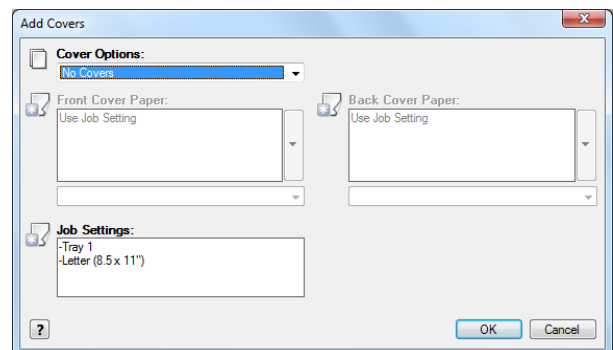 Add Covers
Cover Options:
No Covers
Front Cover Paper:
Back Cover Paper:
Use Job Setting
Use Job Setting
Job Settings:
-Tray 1
-Letter (8.5 x 11")
?
OK
Cancel